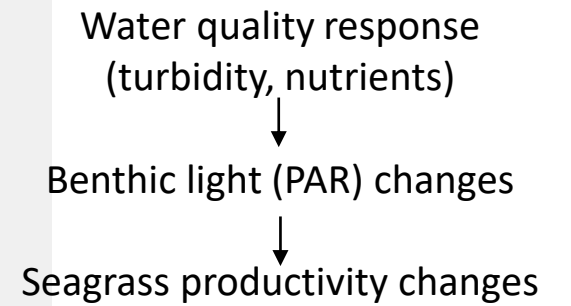 Water quality response
(turbidity, nutrients)
Benthic light (PAR) changes
Seagrass productivity changes